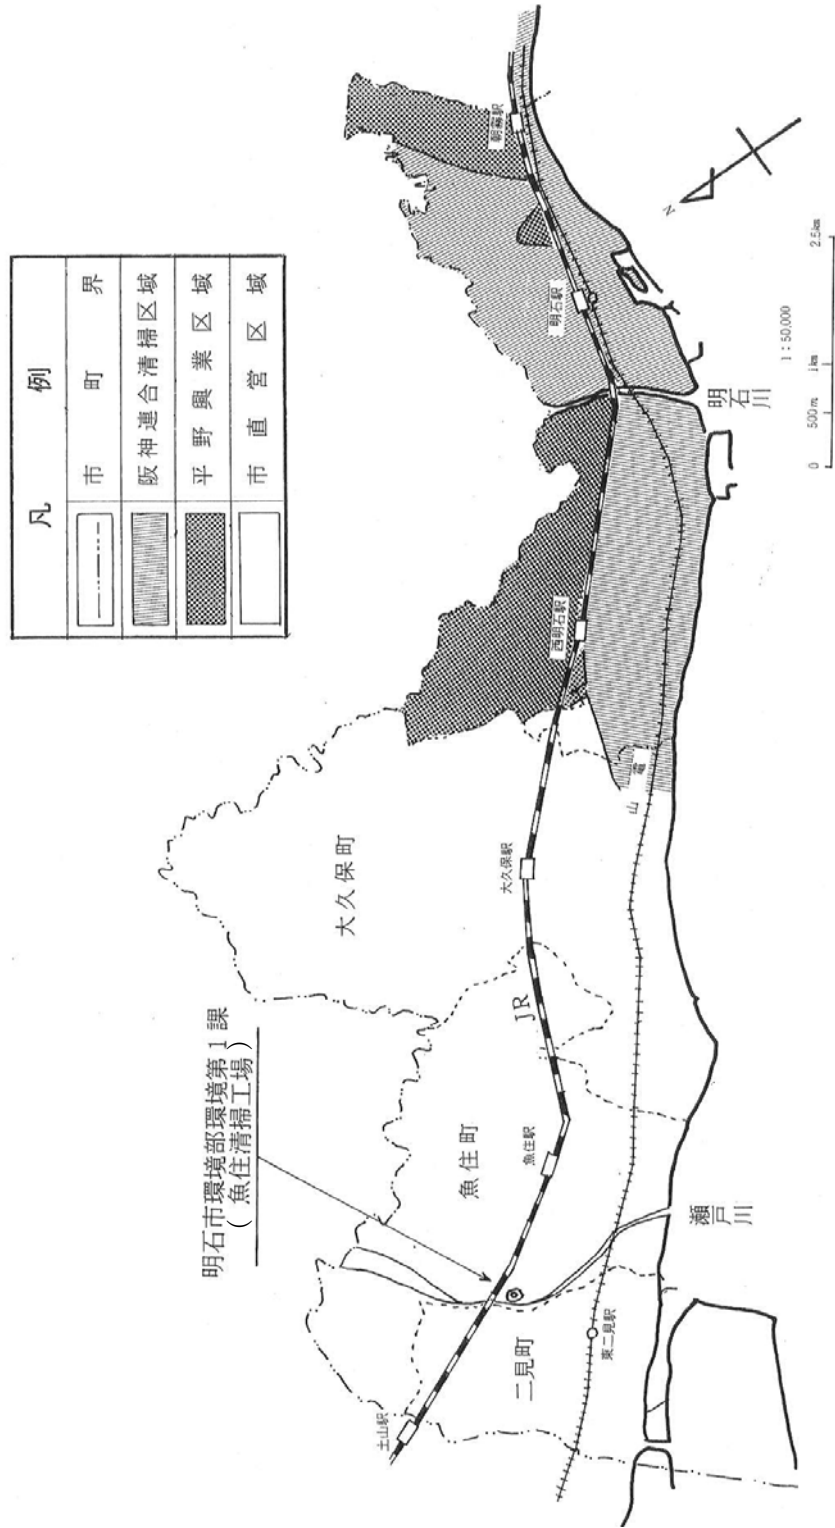 凡例
市町界
阪神連合清掃区域
平野興業区域
市直営区域
明石市環境部環境第1課
(魚住清掃工場)
土山駅
二見町
東二見駅
瀬戸川
魚住町
魚住駅
JR
大久保町
大久保駅
山電
西明石駅
明石川
明石駅
朝霧駅
N
1:50,000
0 500m 1km 2.5km